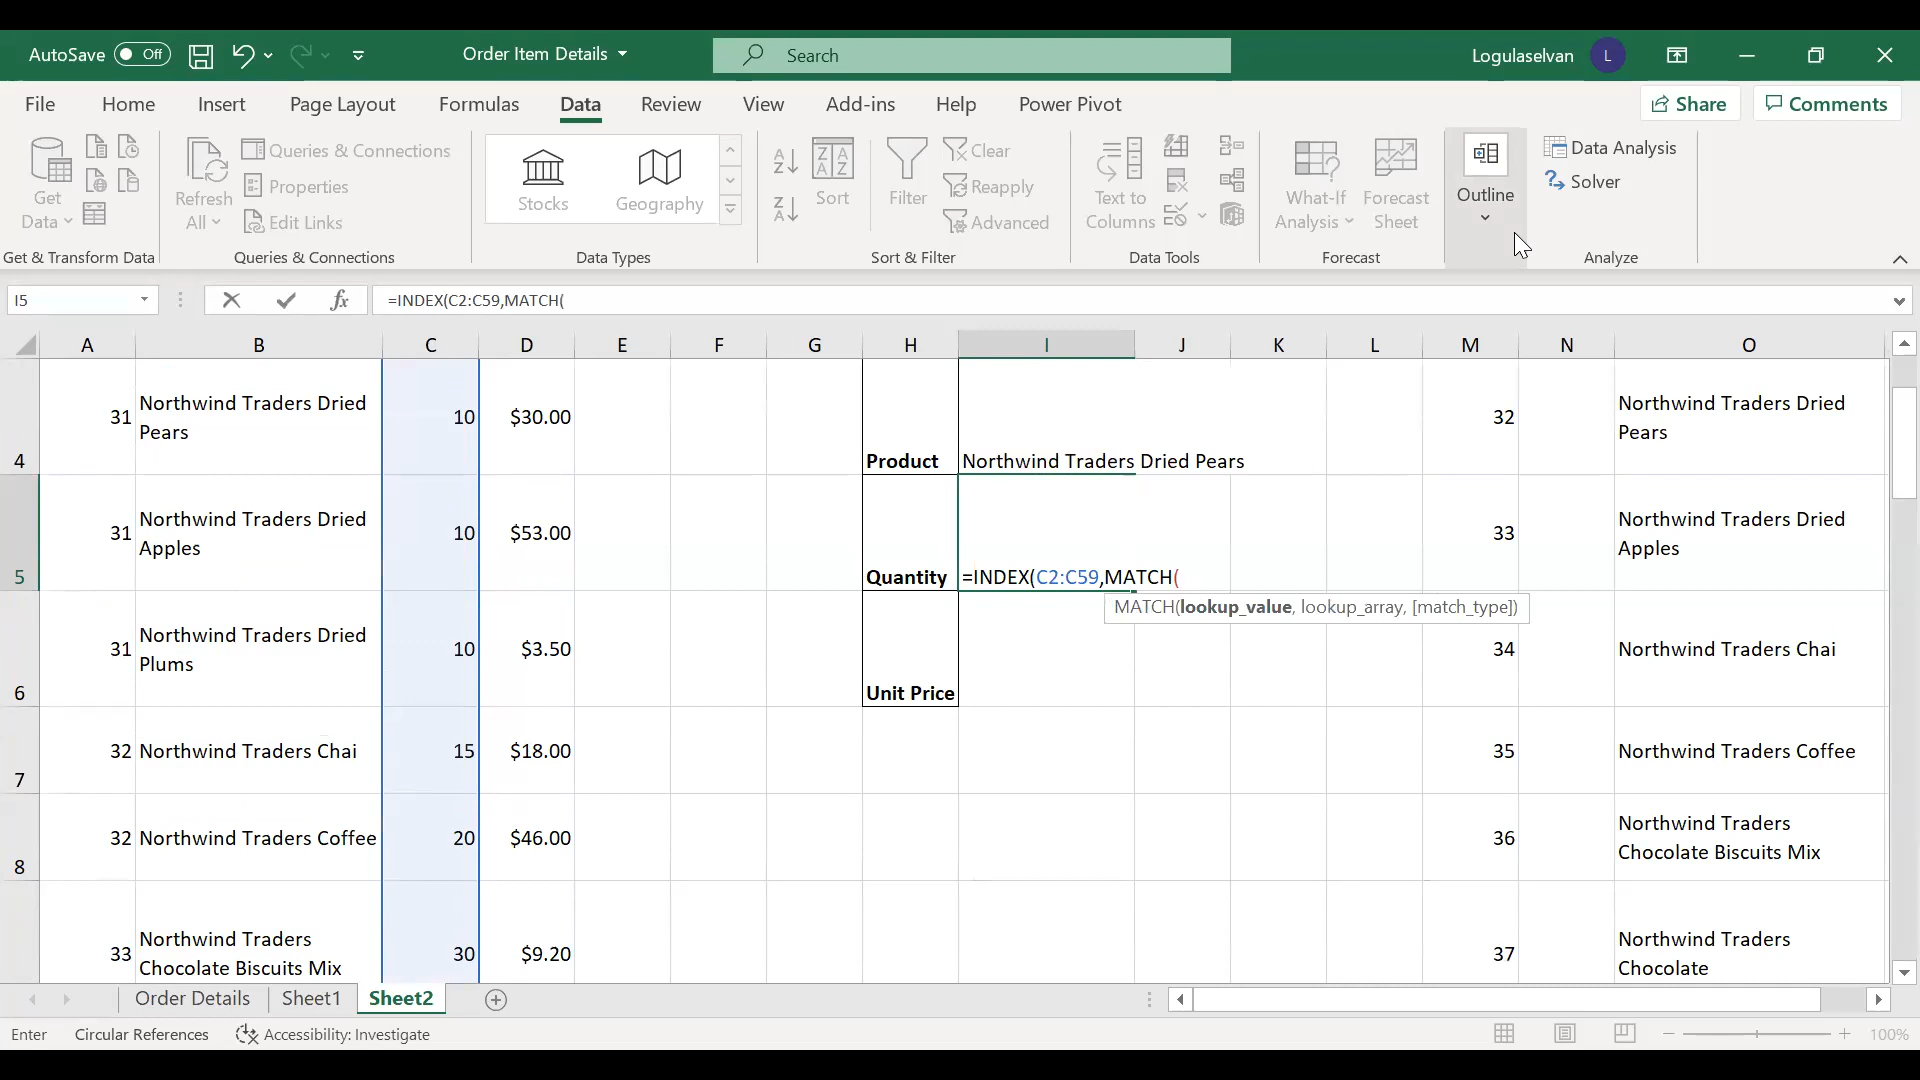 AutoSave Off Order Item Details Search Logulaselvan L
File Home Insert Page Layout Formulas Data Review View Add-ins Help Power Pivot Share Comments
Get
Data
Get & Transform Data
Refresh
All
Queries & Connections
Properties
Edit Links
Queries & Connections
Stocks Geography
Data Types
Sort
Filter
Clear
Reapply
Advanced
Sort & Filter
Text to
Columns
Data Tools
What-If
Analysis
Forecast
Sheet
Forecast
Outline
Data Analysis
Solver
Analyze
I5 fx =INDEX(C2:C59,MATCH(
A B C D E F G H I J K L M N O
4 31 Northwind Traders Dried
Pears
10 $30.00 Product Northwind Traders Dried Pears 32 Northwind Traders Dried
Pears
5 31 Northwind Traders Dried
Apples
10 $53.00 Quantity =INDEX(C2:C59,MATCH( 33 Northwind Traders Dried
Apples
MATCH(lookup_value, lookup_array, [match_type])
6 31 Northwind Traders Dried
Plums
10 $3.50 Unit Price 34 Northwind Traders Chai
7 32 Northwind Traders Chai 15 $18.00 35 Northwind Traders Coffee
8 32 Northwind Traders Coffee 20 $46.00 36 Northwind Traders
Chocolate Biscuits Mix
33 Northwind Traders
Chocolate Biscuits Mix
30 $9.20 37 Northwind Traders
Chocolate
Order Details Sheet1 Sheet2
Enter Circular References Accessibility: Investigate 100%